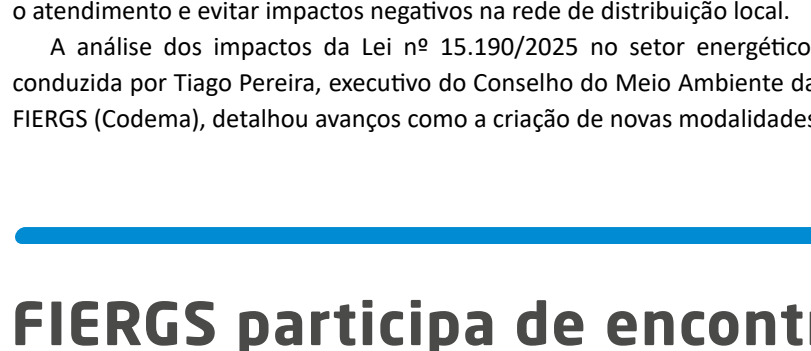 o atendimento e evitar impactos negativos na rede de distribuição local.
A análise dos impactos da Lei nº 15.190/2025 no setor energético
conduzida por Tiago Pereira, executivo do Conselho do Meio Ambiente da
FIERGS (Codema), detalhou avanços como a criação de novas modalidades
FIERGS participa de encont